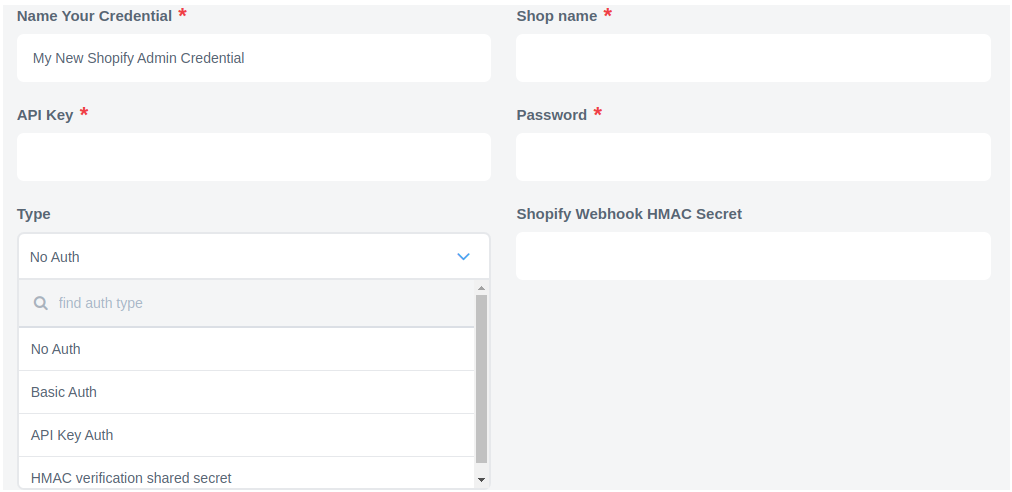 Name Your Credential *
Shop name *
My New Shopify Admin Credential
API Key *
Password *
Type
Shopify Webhook HMAC Secret
No Auth
find auth type
No Auth
Basic Auth
API Key Auth
HMAC verification shared secret